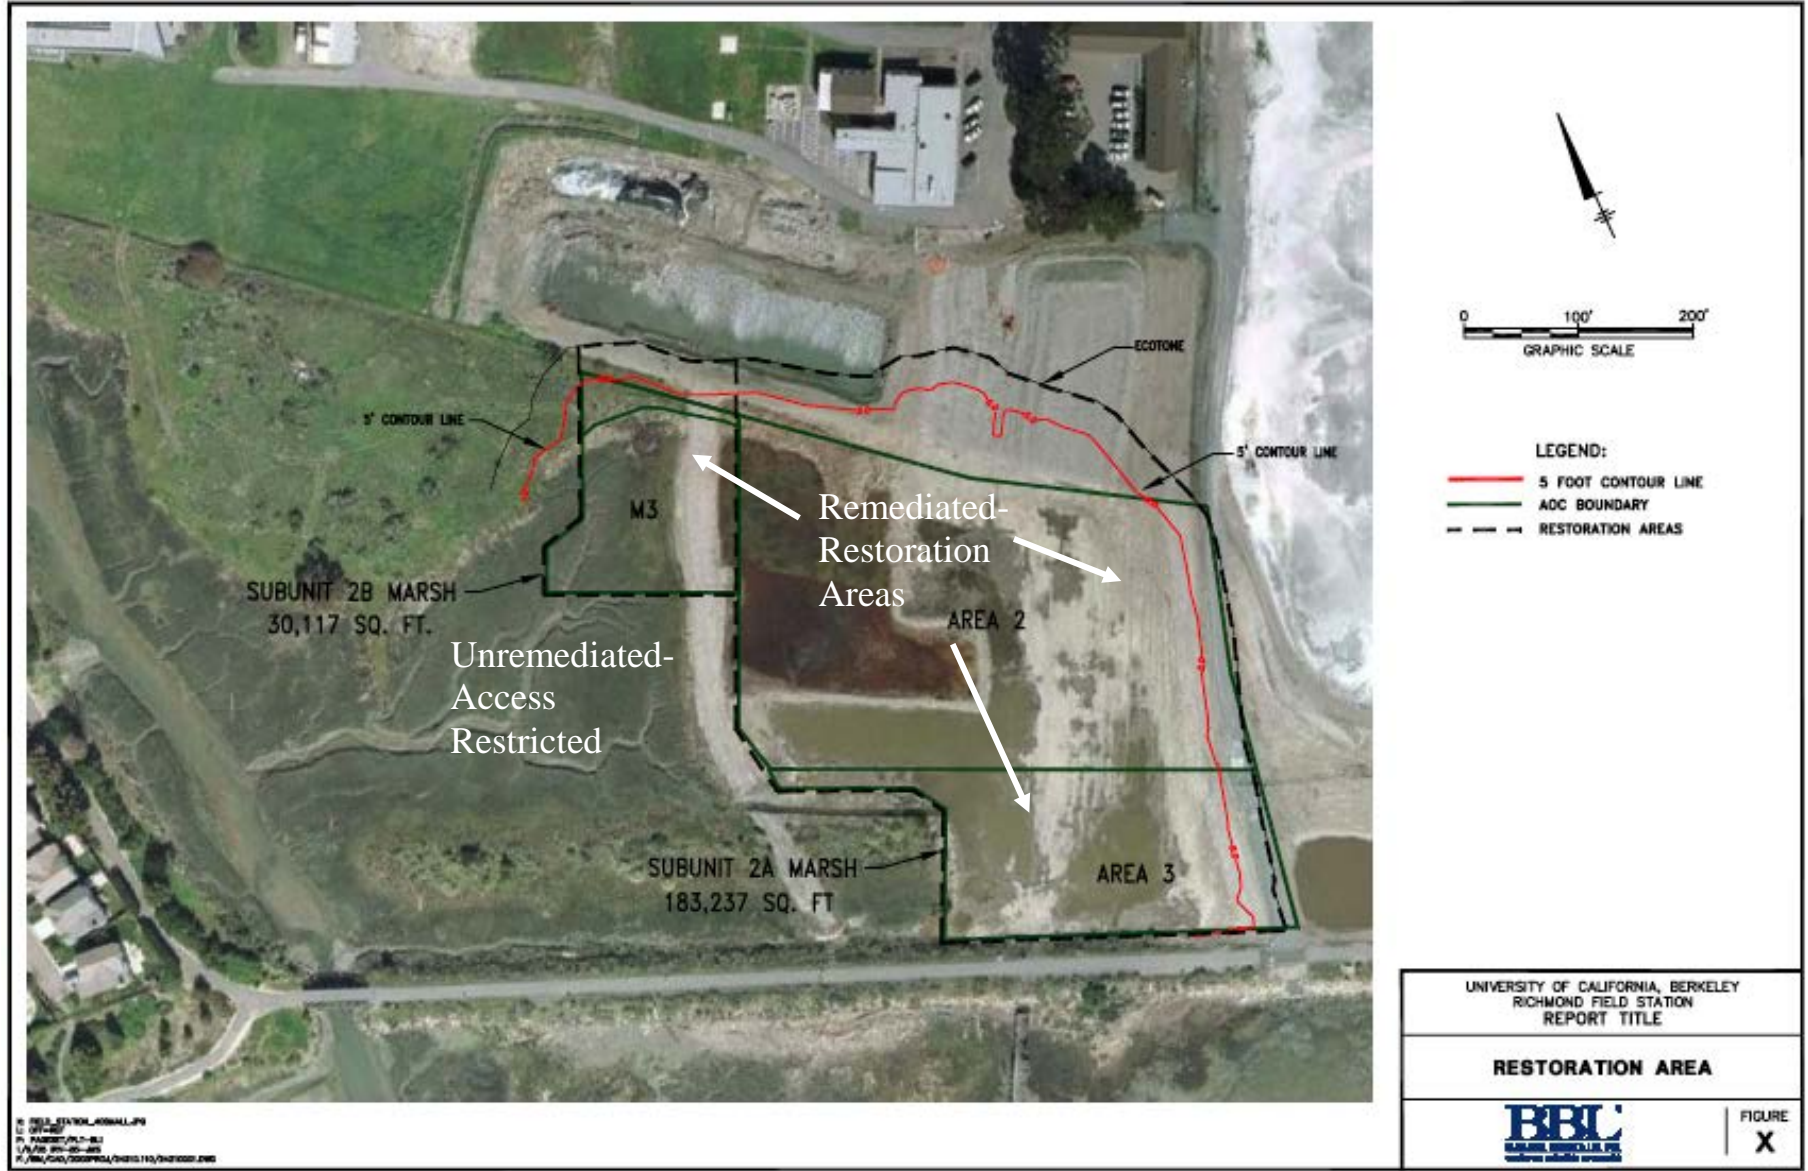 0 100' 200'
GRAPHIC SCALE
ECOTONE
5' CONTOUR LINE
5' CONTOUR LINE
LEGEND:
5 FOOT CONTOUR LINE
AOC BOUNDARY
RESTORATION AREAS
M3
Remediated-
Restoration
Areas
SUBUNIT 2B MARSH
30,117 SQ. FT.
AREA 2
Unremediated-
Access
Restricted
SUBUNIT 2A MARSH
183,237 SQ. FT
AREA 3
UNIVERSITY OF CALIFORNIA, BERKELEY
RICHMOND FIELD STATION
REPORT TITLE
RESTORATION AREA
BBL
FIGURE
X